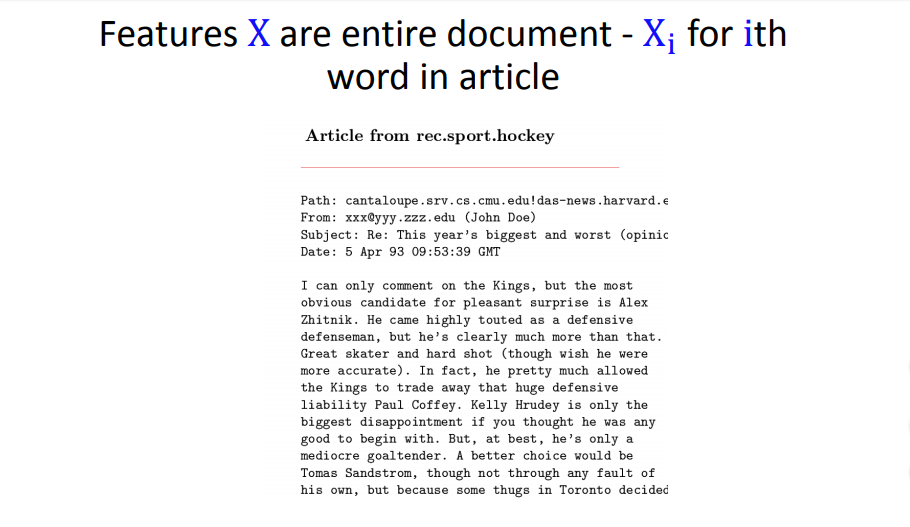 Features X are entire document - Xi for ith
word in article
Article from rec.sport.hockey
Path: cantaloupe.srv.cs.cmu.edu!das-news.harvard.e
From: xxx@yyy.zzz.edu (John Doe)
Subject: Re: This year's biggest and worst (opinic
Date: 5 Apr 93 09:53:39 GMT
I can only comment on the Kings, but the most
obvious candidate for pleasant surprise is Alex
Zhitnik. He came highly touted as a defensive
defenseman, but he's clearly much more than that.
Great skater and hard shot (though wish he were
more accurate). In fact, he pretty much allowed
the Kings to trade away that huge defensive
liability Paul Coffey. Kelly Hrudey is only the
biggest disappointment if you thought he was any
good to begin with. But, at best, he's only a
mediocre goaltender. A better choice would be
Tomas Sandstrom, though not through any fault of
his own, but because some thugs in Toronto decided